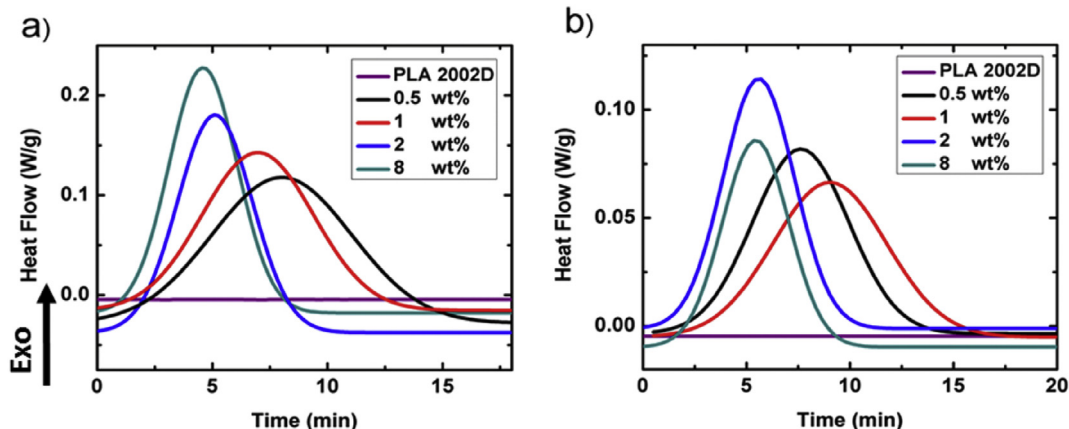 a)
Heat Flow (W/g)
0.2
0.1
0.0
Exo
0 5 10 15
Time (min)
PLA 2002D
0.5 wt%
1 wt%
2 wt%
8 wt%
b)
Heat Flow (W/g)
0.10
0.05
0.00
0 5 10 15 20
Time (min)
PLA 2002D
0.5 wt%
1 wt%
2 wt%
8 wt%